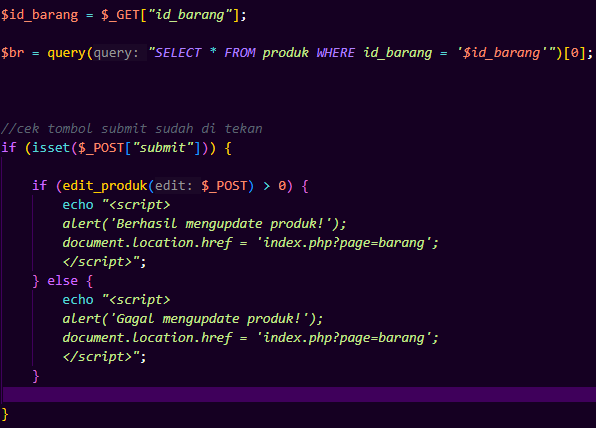 $id_barang = $_GET["id_barang"];
$br = query(query: "SELECT * FROM produk WHERE id_barang = '$id_barang'")[0];
//cek tombol submit sudah di tekan
if (isset($_POST["submit"])) {
if (edit_produk(edit: $_POST) > 0) {
echo "<script>
alert('Berhasil mengupdate produk!');
document.location.href = 'index.php?page=barang';
</script>";
} else {
echo "<script>
alert('Gagal mengupdate produk!');
document.location.href = 'index.php?page=barang';
</script>";
}
}